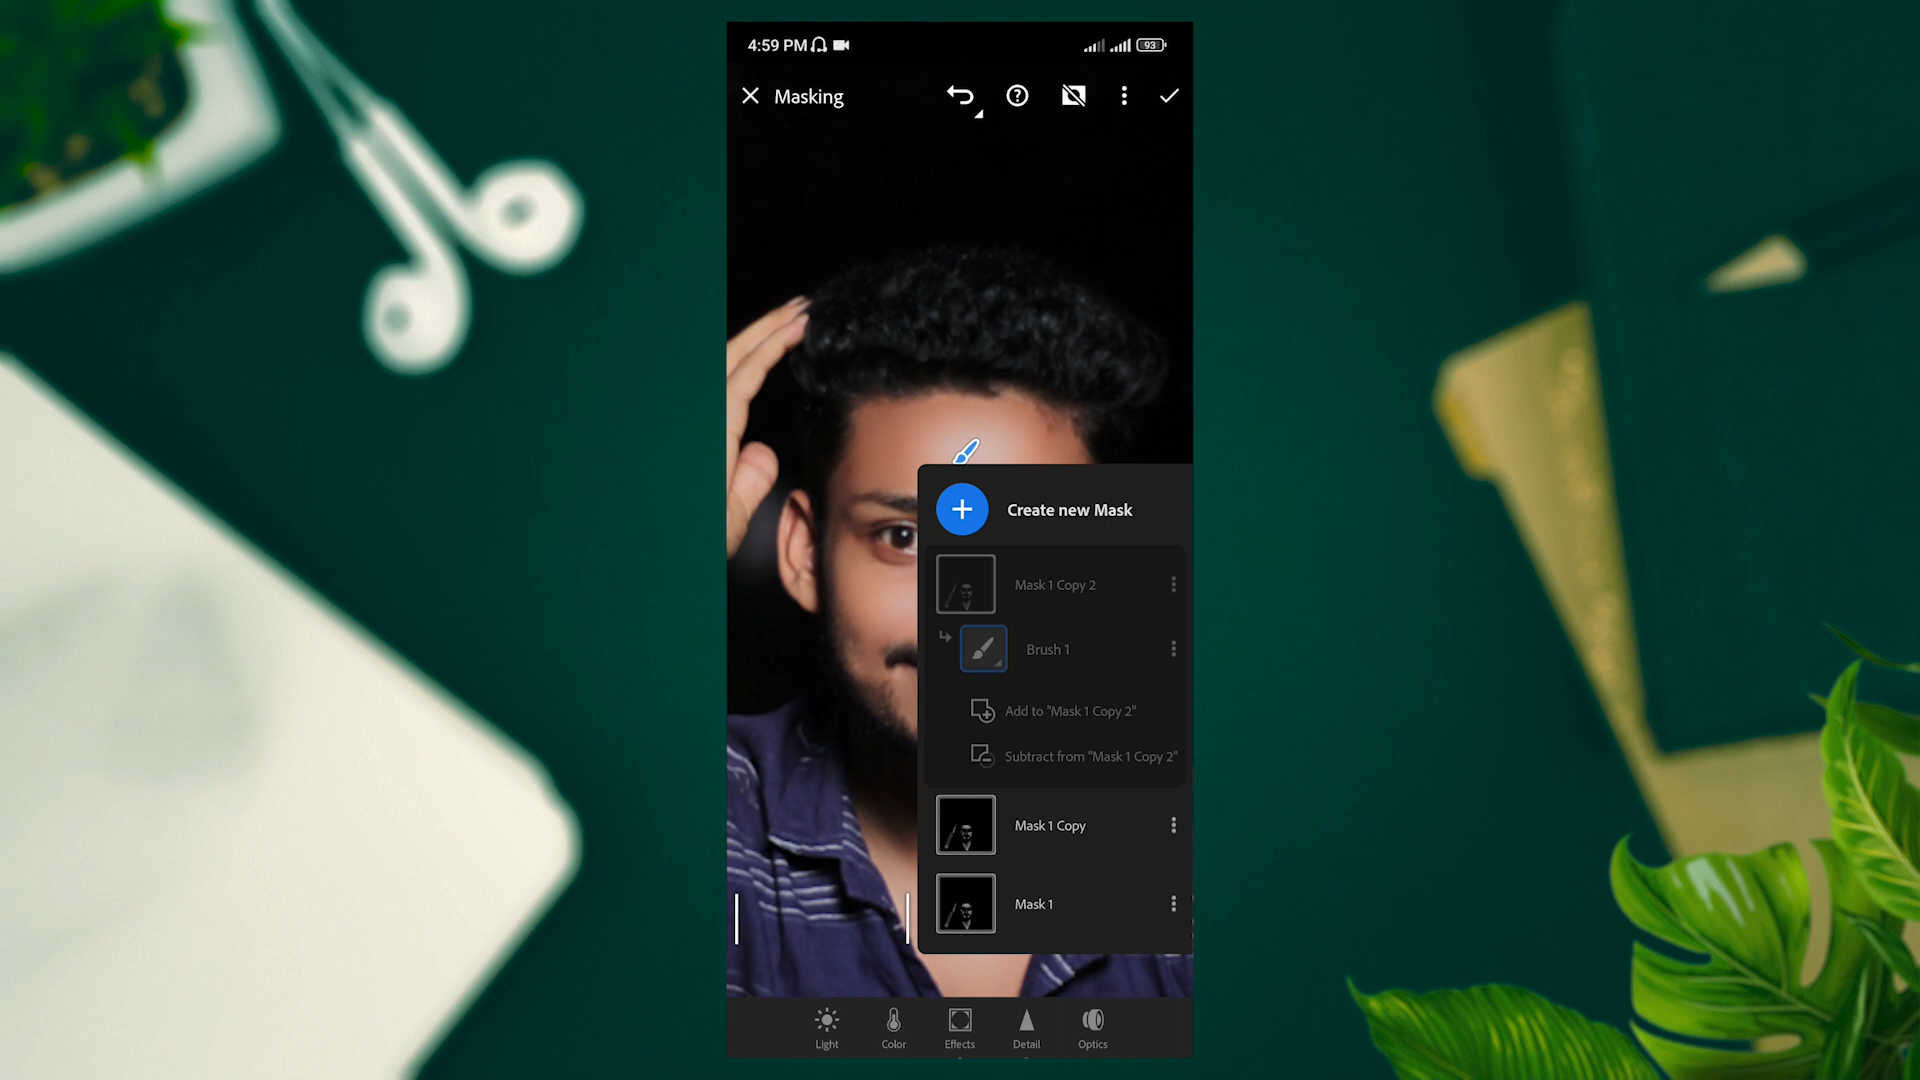 4:59 PM
93
Masking
Create new Mask
Mask 1 Copy 2
Brush 1
Add to "Mask 1 Copy 2"
Subtract from "Mask 1 Copy 2"
Mask 1 Copy
Mask 1
Light
Color
Effects
Detail
Optics